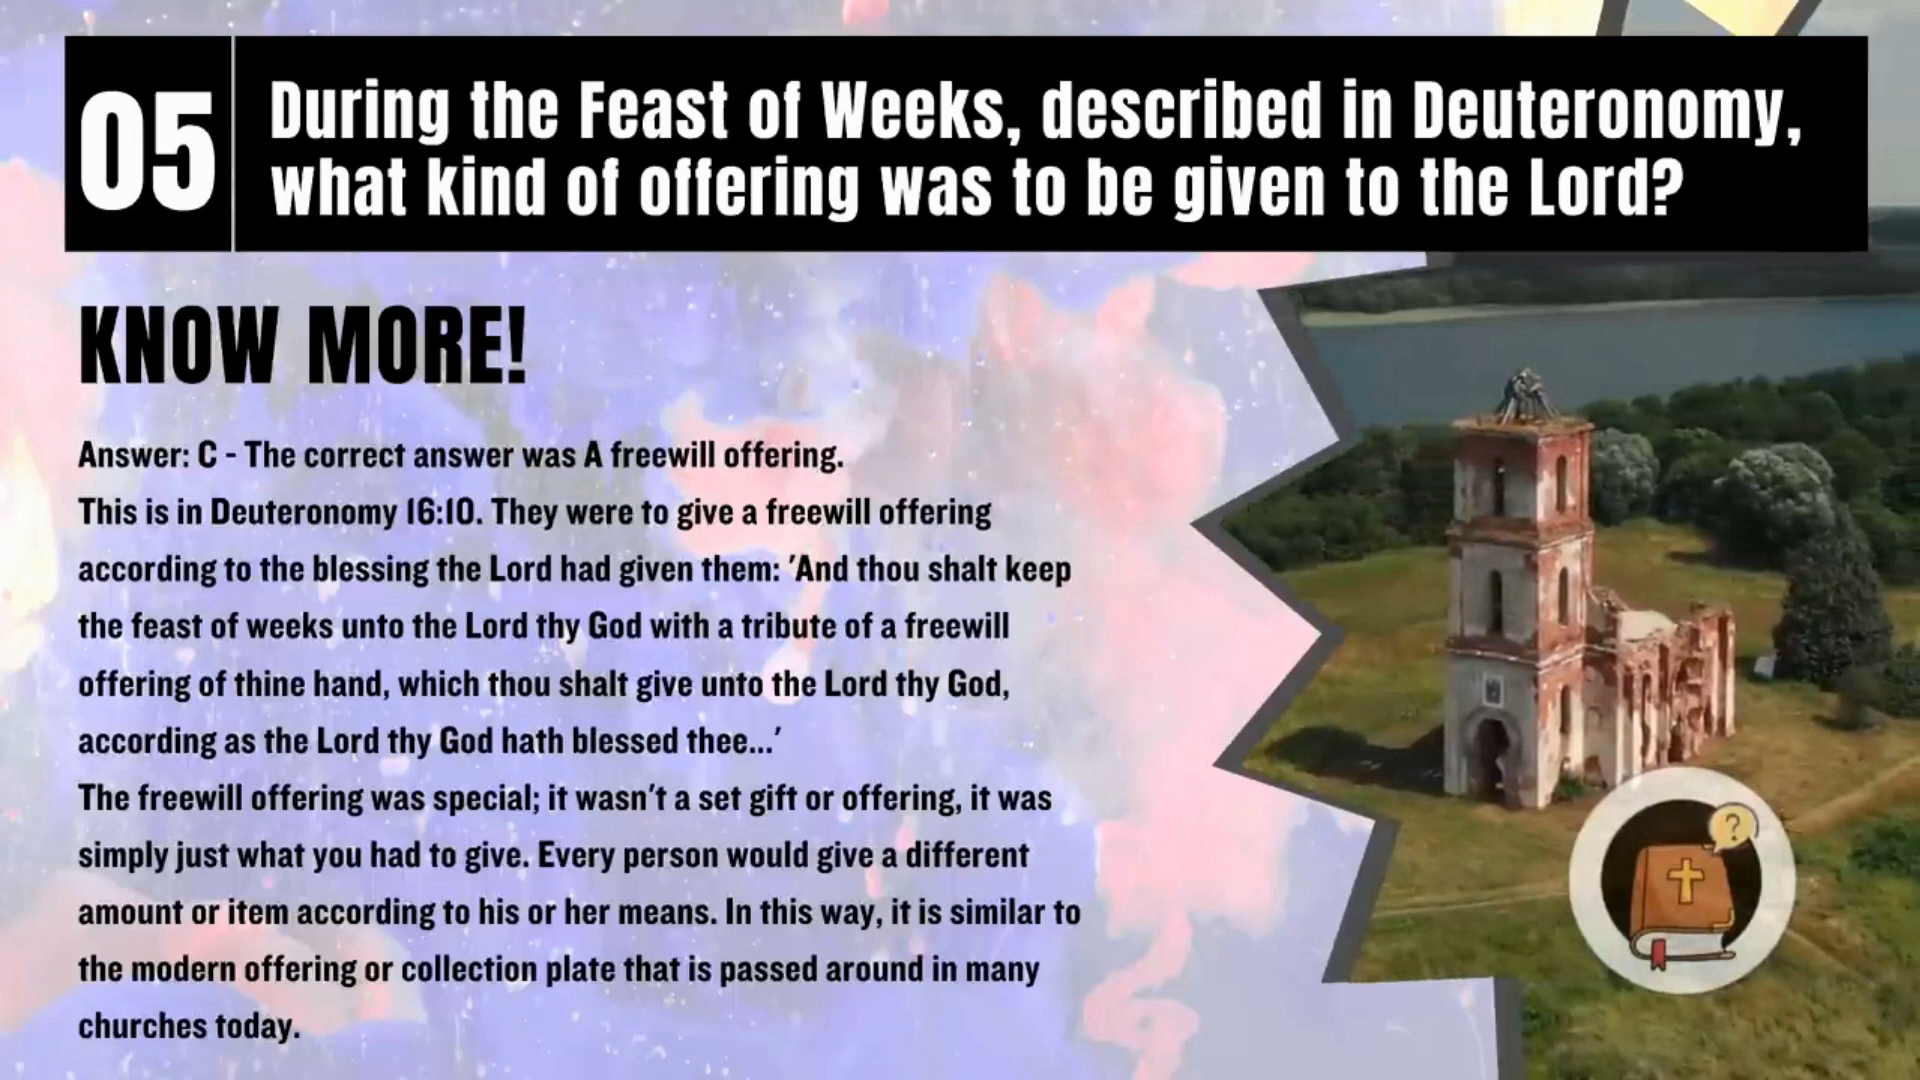 05
During the Feast of Weeks, described in Deuteronomy,
what kind of offering was to be given to the Lord?
KNOW MORE!
Answer: C - The correct answer was A freewill offering.
This is in Deuteronomy 16:10. They were to give a freewill offering
according to the blessing the Lord had given them: 'And thou shalt keep
the feast of weeks unto the Lord thy God with a tribute of a freewill
offering of thine hand, which thou shalt give unto the Lord thy God,
according as the Lord thy God hath blessed thee...'
The freewill offering was special; it wasn't a set gift or offering, it was
simply just what you had to give. Every person would give a different
amount or item according to his or her means. In this way, it is similar to
the modern offering or collection plate that is passed around in many
churches today.
?